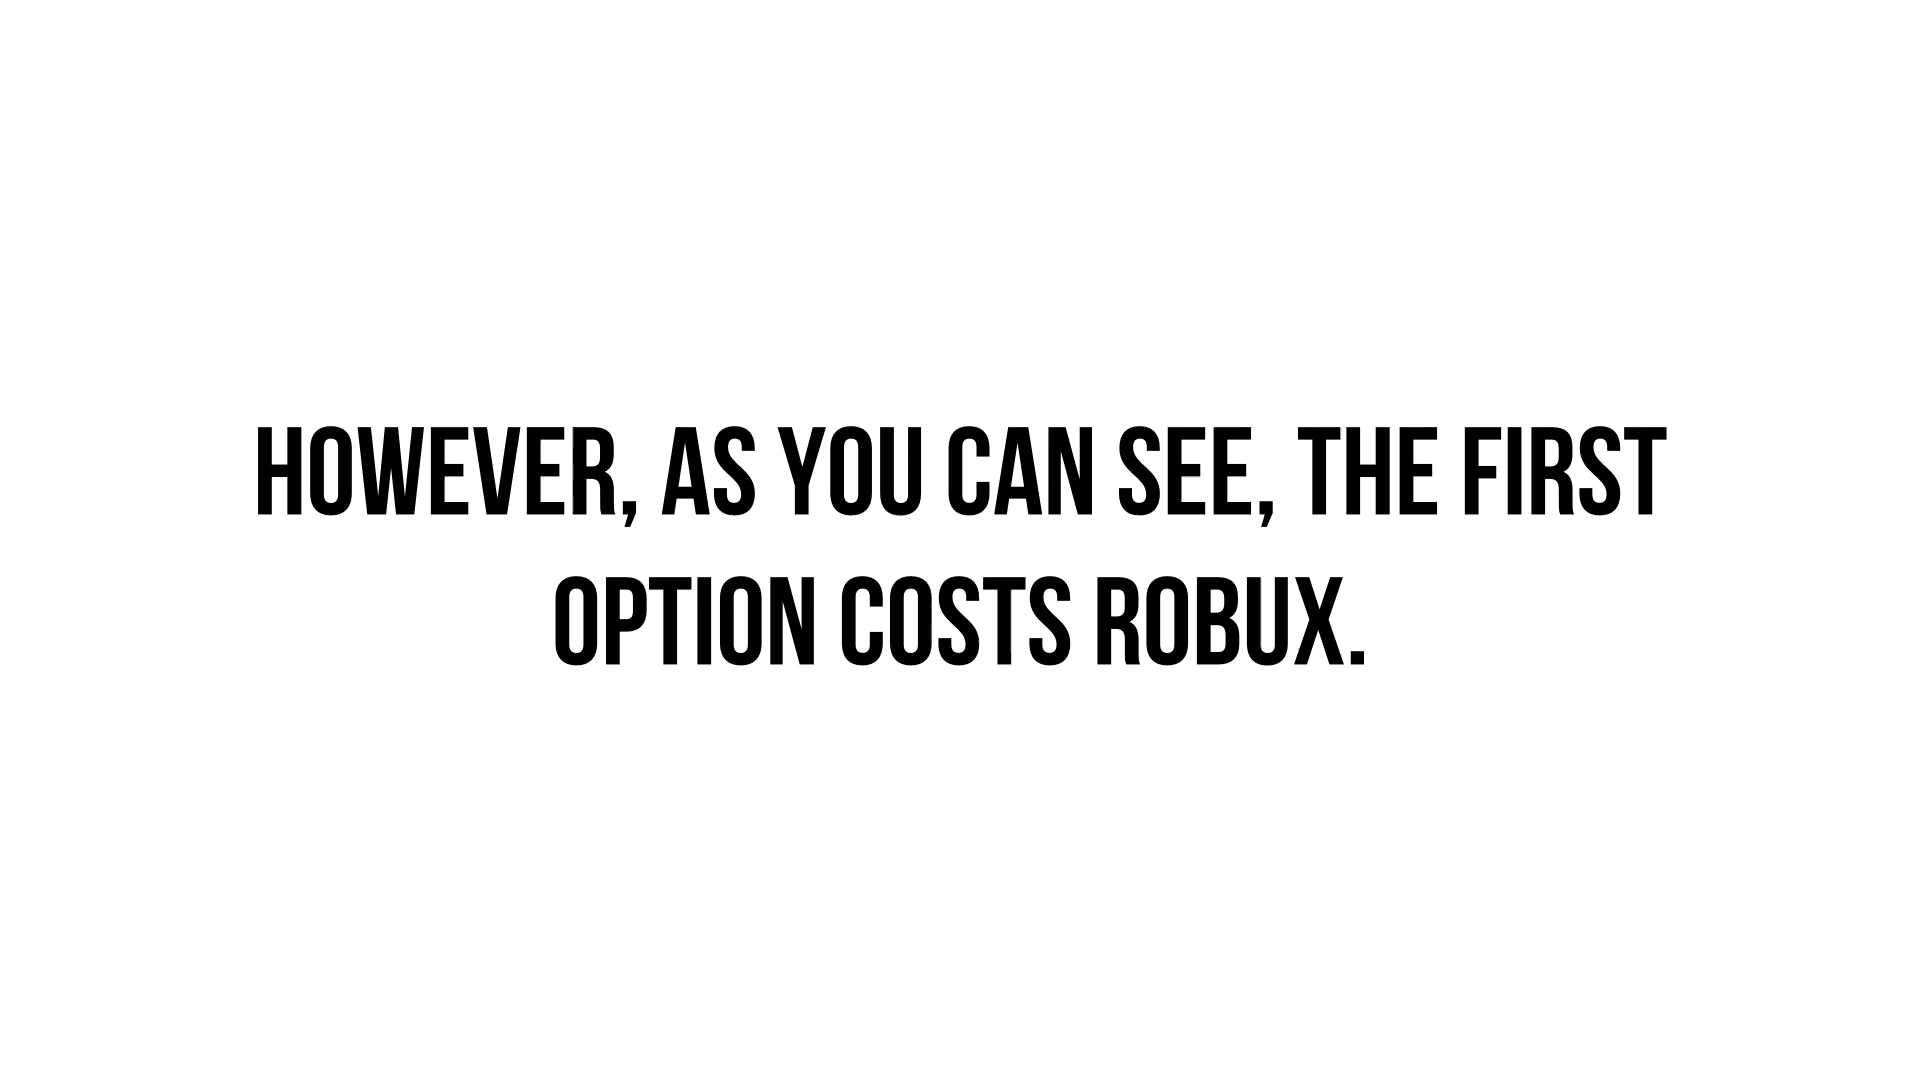 HOWEVER, AS YOU CAN SEE, THE FIRST
OPTION COSTS ROBUX.